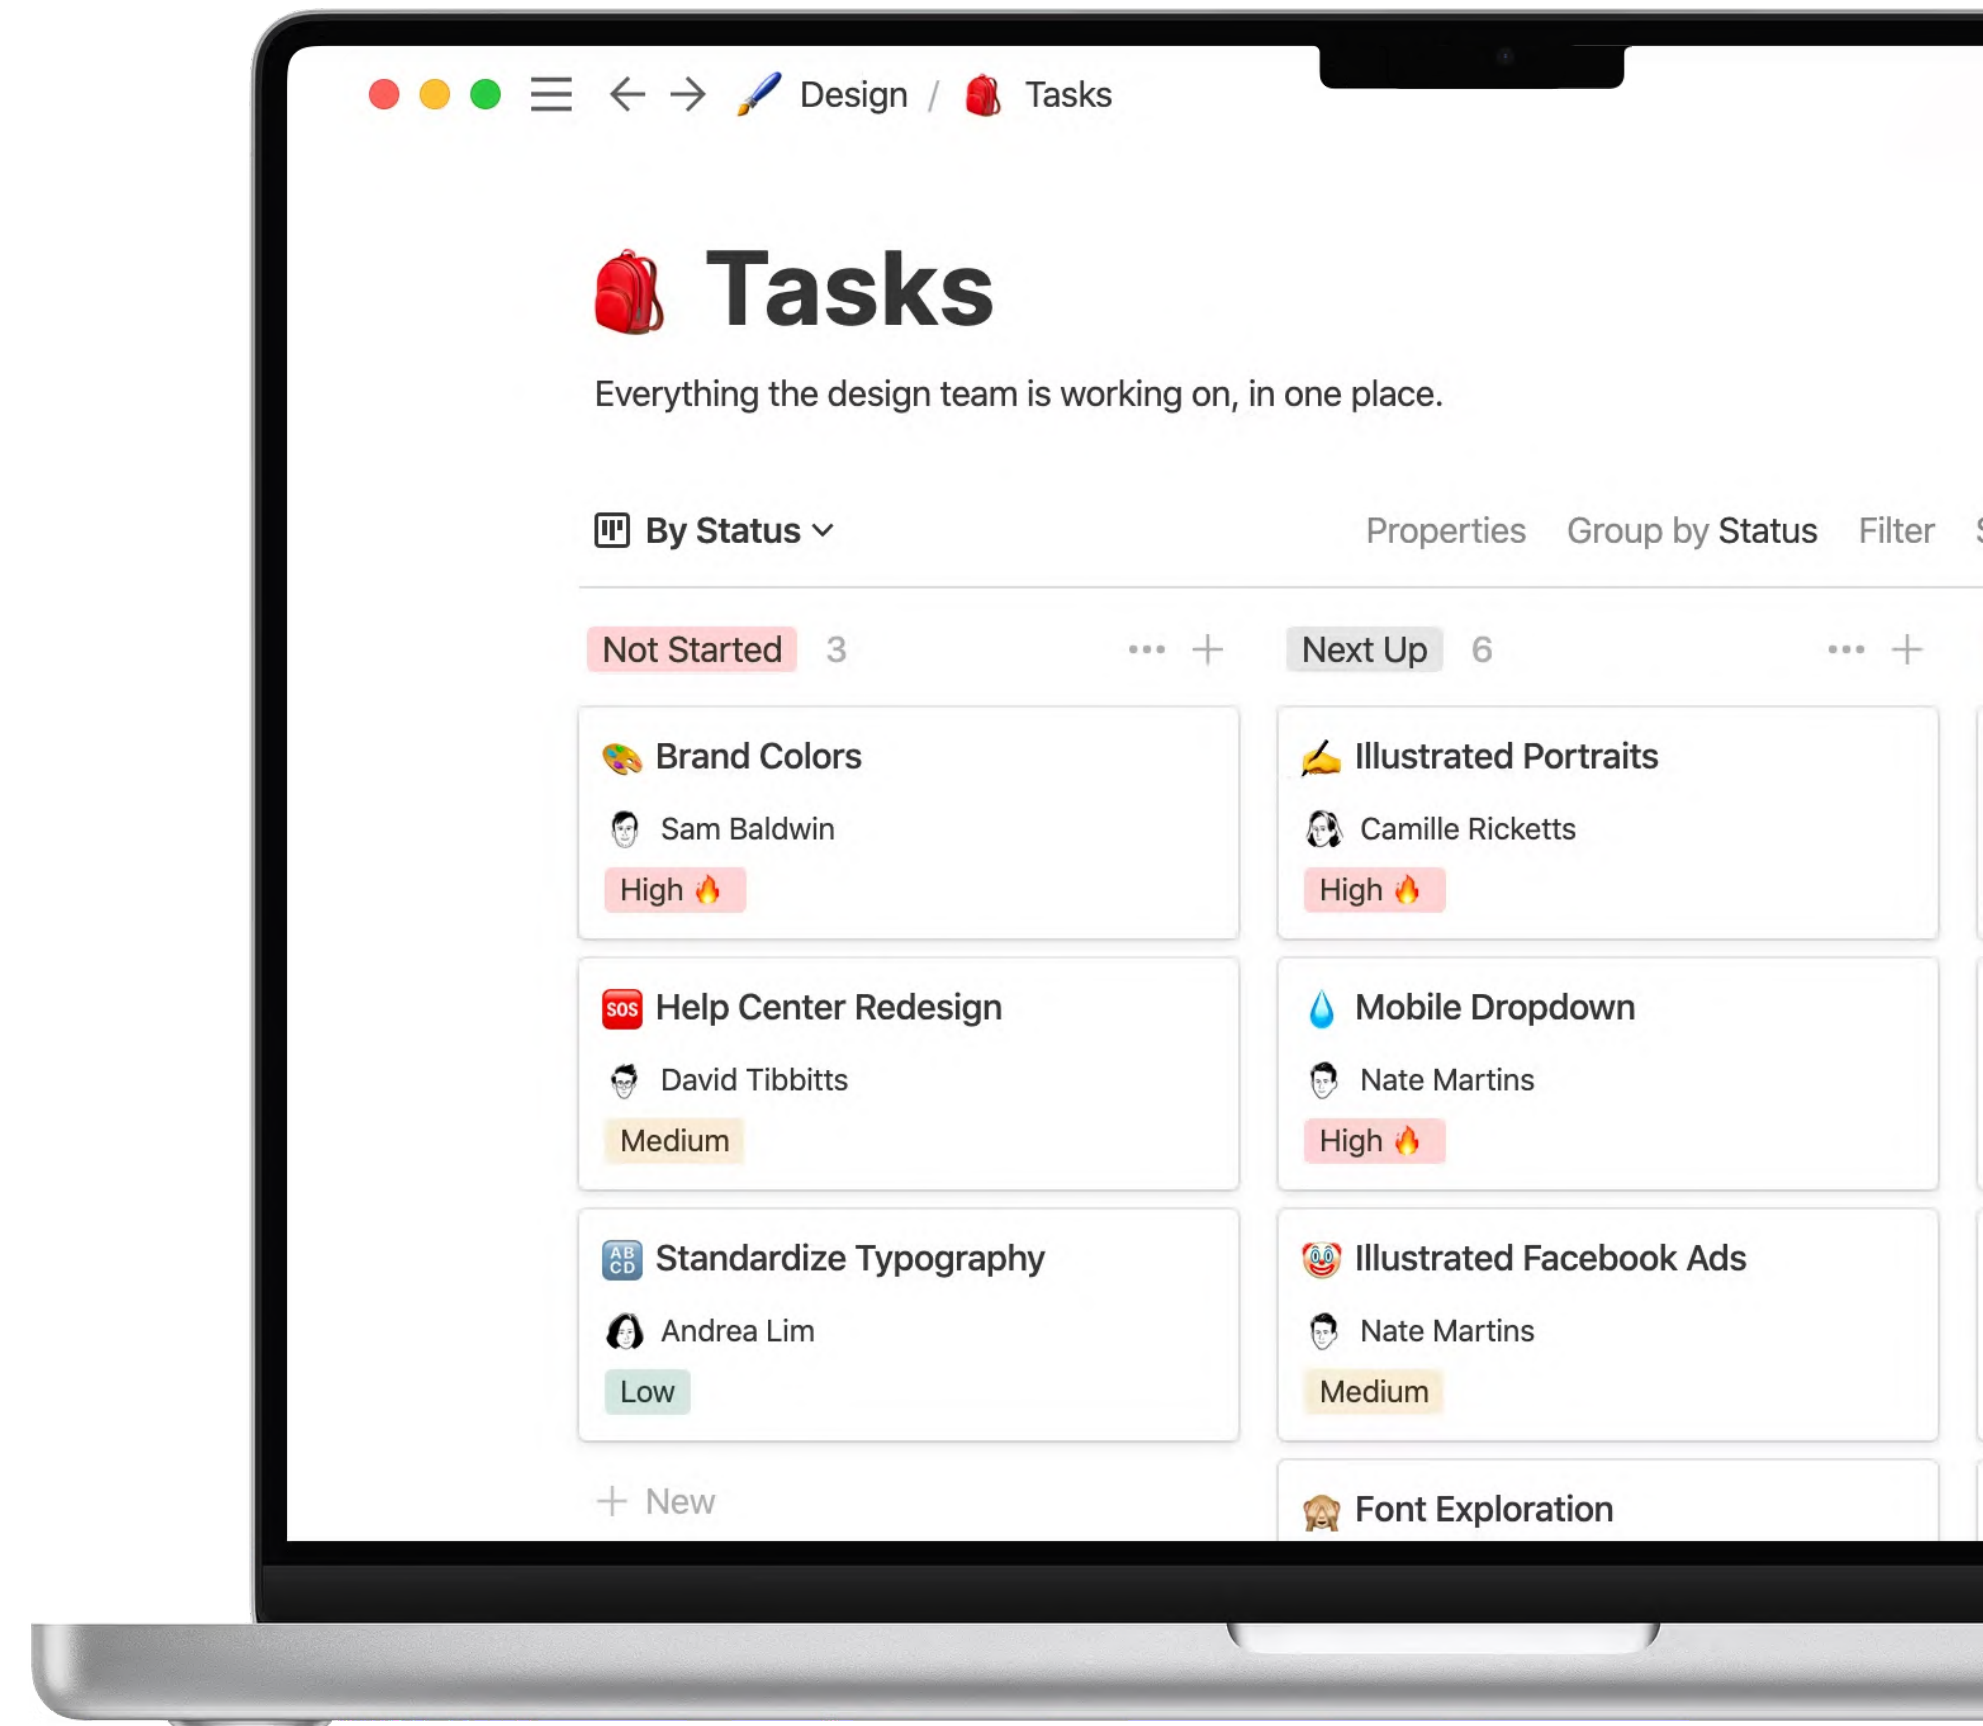 Design / Tasks
Tasks
Everything the design team is working on, in one place.
By Status
Properties Group by Status Filter
Not Started 3
Brand Colors
Sam Baldwin
High
SOS Help Center Redesign
David Tibbitts
Medium
ABCD Standardize Typography
Andrea Lim
Low
+ New
Next Up 6
Illustrated Portraits
Camille Ricketts
High
Mobile Dropdown
Nate Martins
High
Illustrated Facebook Ads
Nate Martins
Medium
Font Exploration